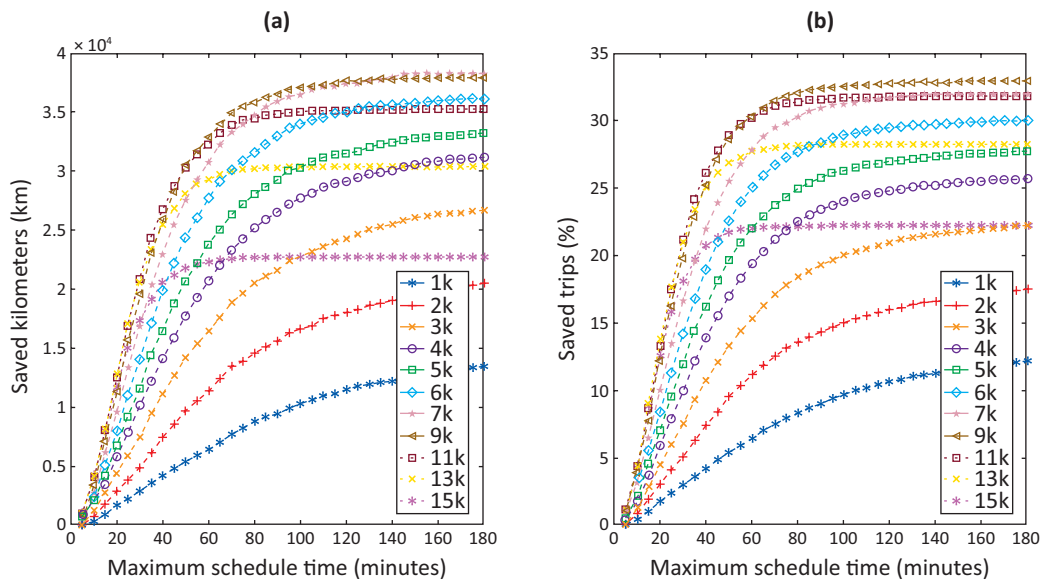 (a)
× 10⁴
4
3.5
3
2.5
2
1.5
1
0.5
0
Saved kilometers (km)
0 20 40 60 80 100 120 140 160 180
Maximum schedule time (minutes)
1k
2k
3k
4k
5k
6k
7k
9k
11k
13k
15k
(b)
35
30
25
20
15
10
5
0
Saved trips (%)
0 20 40 60 80 100 120 140 160 180
Maximum schedule time (minutes)
1k
2k
3k
4k
5k
6k
7k
9k
11k
13k
15k